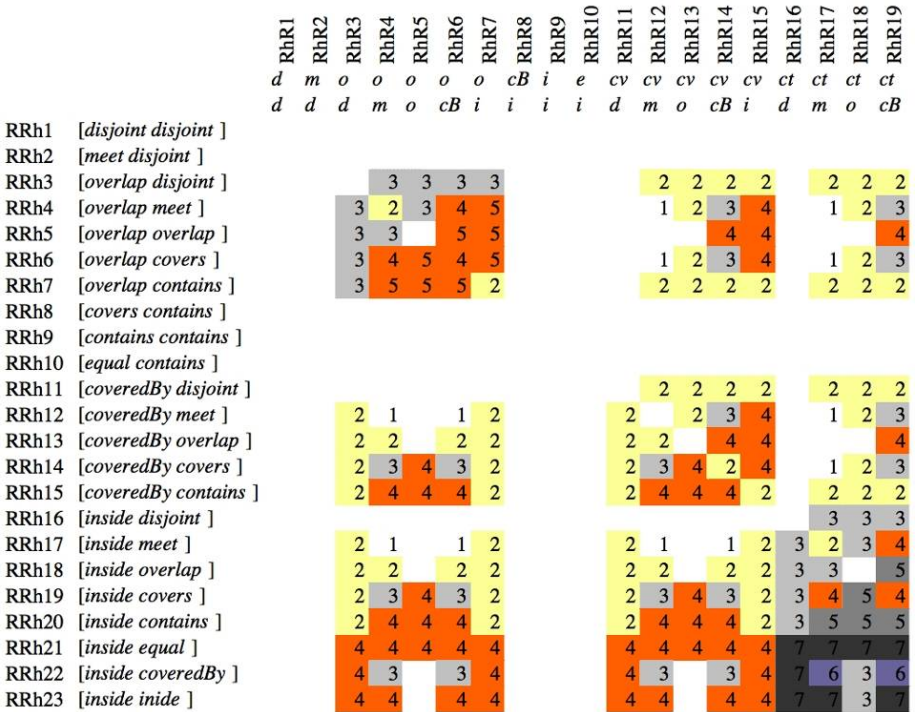 RhR1 RhR2 RhR3 RhR4 RhR5 RhR6 RhR7 RhR8 RhR9 RhR10 RhR11 RhR12 RhR13 RhR14 RhR15 RhR16 RhR17 RhR18 RhR19
d m o o o o o cB i e cv cv cv cv cv ct ct ct ct
d d d m o cB i i i i d m o cB i d m o cB
RRh1 [disjoint disjoint ]
RRh2 [meet disjoint ]
RRh3 [overlap disjoint ] 3 3 3 3 2 2 2 2 2 2 2
RRh4 [overlap meet ] 3 2 3 4 5 1 2 3 4 1 2 3
RRh5 [overlap overlap ] 3 3 5 5 4 4 4
RRh6 [overlap covers ] 3 4 5 4 5 1 2 3 4 1 2 3
RRh7 [overlap contains ] 3 5 5 5 2 2 2 2 2 2 2 2
RRh8 [covers contains ]
RRh9 [contains contains ]
RRh10 [equal contains ]
RRh11 [coveredBy disjoint ] 2 2 2 2 2 2 2
RRh12 [coveredBy meet ] 2 1 1 2 2 2 3 4 1 2 3
RRh13 [coveredBy overlap ] 2 2 2 2 2 2 4 4 4
RRh14 [coveredBy covers ] 2 3 4 3 2 2 3 4 2 4 1 2 3
RRh15 [coveredBy contains ] 2 4 4 4 2 2 4 4 4 2 2 2 2
RRh16 [inside disjoint ] 3 3 3
RRh17 [inside meet ] 2 1 1 2 2 1 1 2 3 2 3 4
RRh18 [inside overlap ] 2 2 2 2 2 2 2 2 3 3 5
RRh19 [inside covers ] 2 3 4 3 2 2 3 4 3 2 3 4 5 4
RRh20 [inside contains ] 2 4 4 4 2 2 4 4 4 2 3 5 5 5
RRh21 [inside equal ] 4 4 4 4 4 4 4 4 4 4 7 7 7 7
RRh22 [inside coveredBy ] 4 3 3 4 4 3 3 4 7 6 3 6
RRh23 [inside inide ] 4 4 4 4 4 4 4 4 7 7 3 7